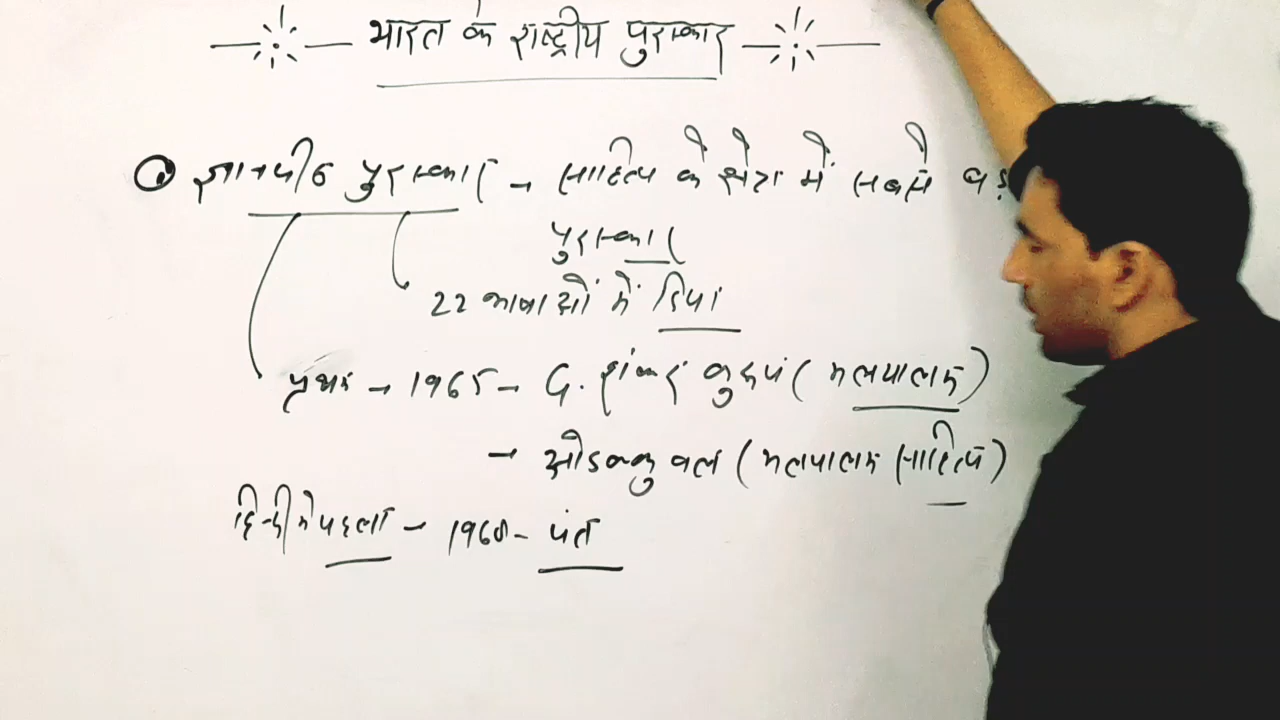 भारत के राष्ट्रीय पुरस्कार
ज्ञानपीठ पुरस्कार - साहित्य के क्षेत्र में सबसे बड़
पुरस्कार
22 भाषाओं में दिया
प्रथम - 1965 - G. शंकर कुरूप (मलयालम)
- ओडक्कुवल (मलयालम साहित्य)
हिन्दी में पहला - 1968 - पंत